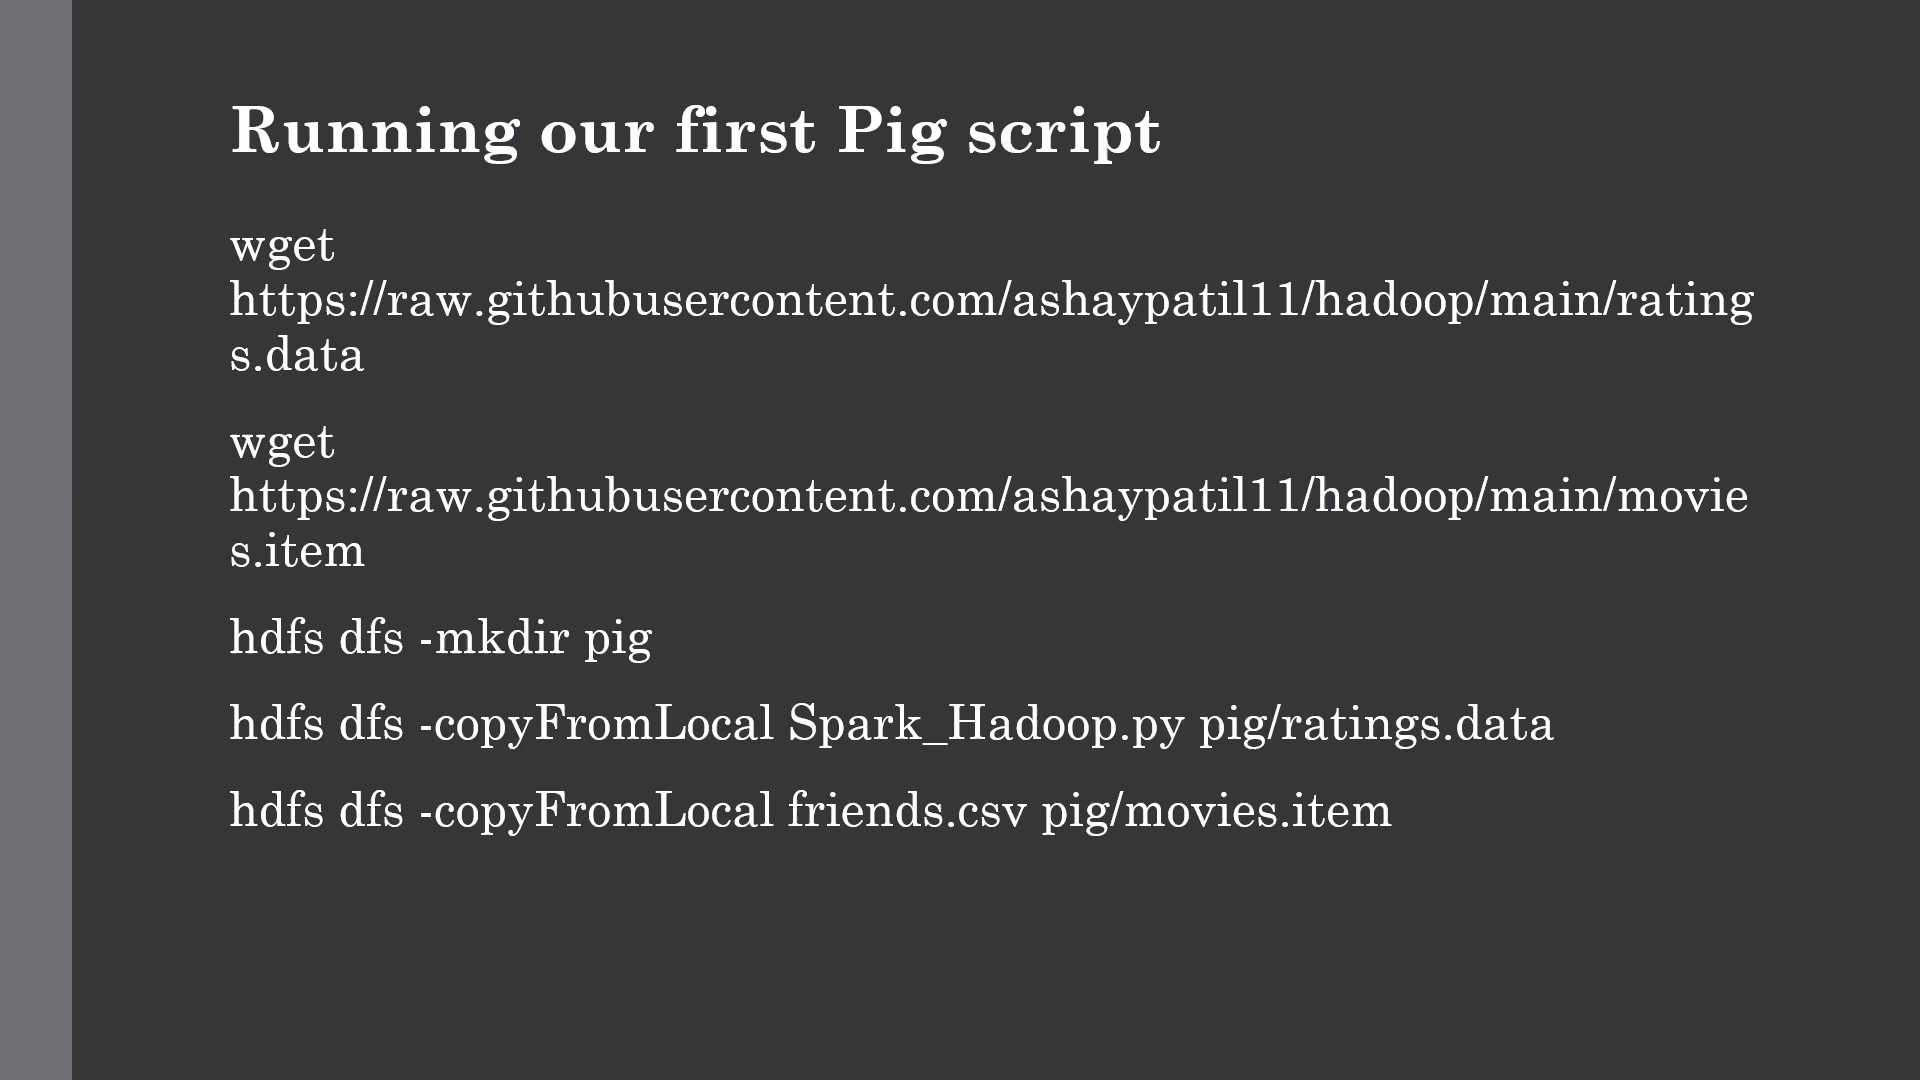 Running our first Pig script
wget
https://raw.githubusercontent.com/ashaypatil11/hadoop/main/rating
s.data
wget
https://raw.githubusercontent.com/ashaypatil11/hadoop/main/movie
s.item
hdfs dfs -mkdir pig
hdfs dfs -copyFromLocal Spark_Hadoop.py pig/ratings.data
hdfs dfs -copyFromLocal friends.csv pig/movies.item